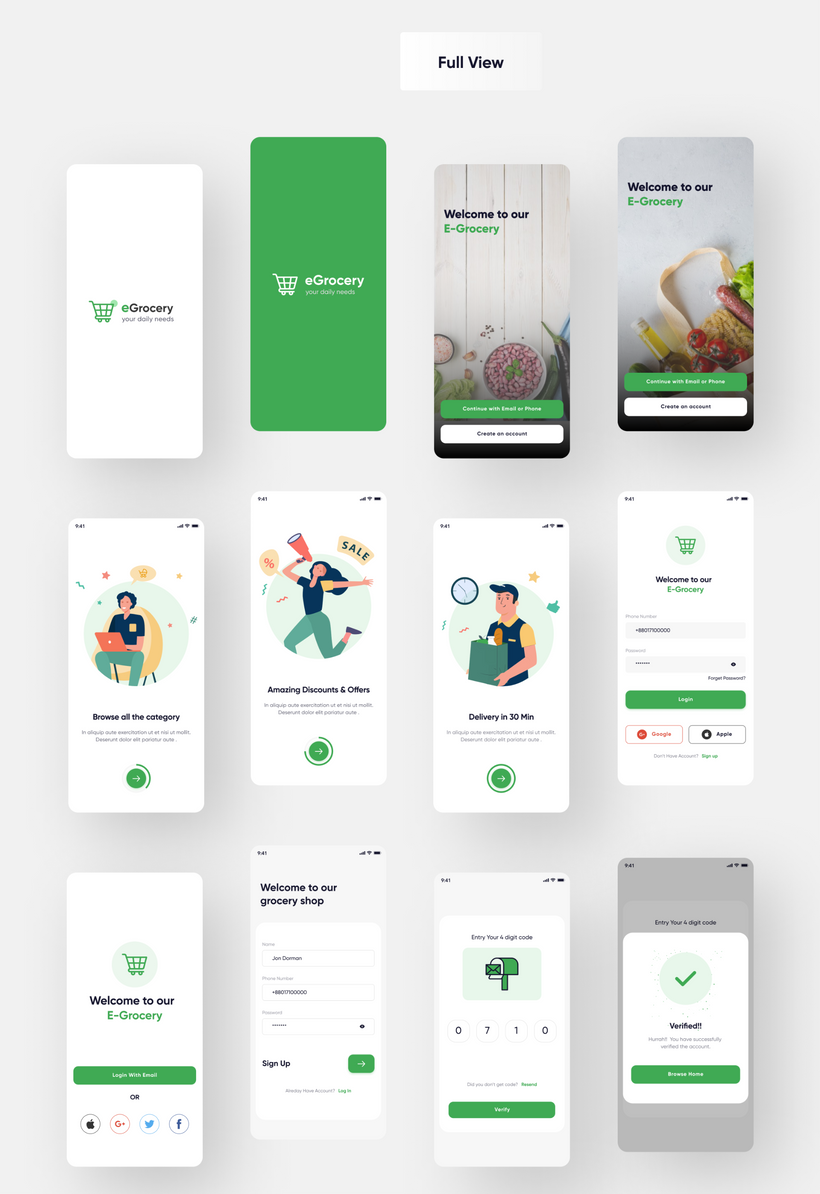 Full View
eGrocery
your daily needs
eGrocery
your daily needs
Welcome to our
E-Grocery
Continue with Email or Phone
Create an account
Welcome to our
E-Grocery
Continue with Email or Phone
Create an account
9:41
Browse all the category
In aliquip aute exercitation ut et nisi ut mollit.
Deserunt dolor elit pariatur aute .
9:41
%
SALE
Amazing Discounts & Offers
In aliquip aute exercitation ut et nisi ut mollit.
Deserunt dolor elit pariatur aute .
9:41
Delivery in 30 Min
In aliquip aute exercitation ut et nisi ut mollit.
Deserunt dolor elit pariatur aute .
9:41
Welcome to our
E-Grocery
Phone Number
+88017100000
Password
•••••••
Forget Password?
Login
G+ Google
Apple
Don't Have Account? Sign up
Welcome to our
E-Grocery
Login With Email
OR
G+
f
9:41
Welcome to our
grocery shop
Name
Jon Dorman
Phone Number
+88017100000
Password
•••••••
Sign Up
Alweday Have Account? Log In
9:41
Entry Your 4 digit code
0 7 1 0
Did you don't get code? Resend
Verify
9:41
Entry Your 4 digit code
Verified!!
Hurrah!! You have successfully
verified the account.
Browse Home